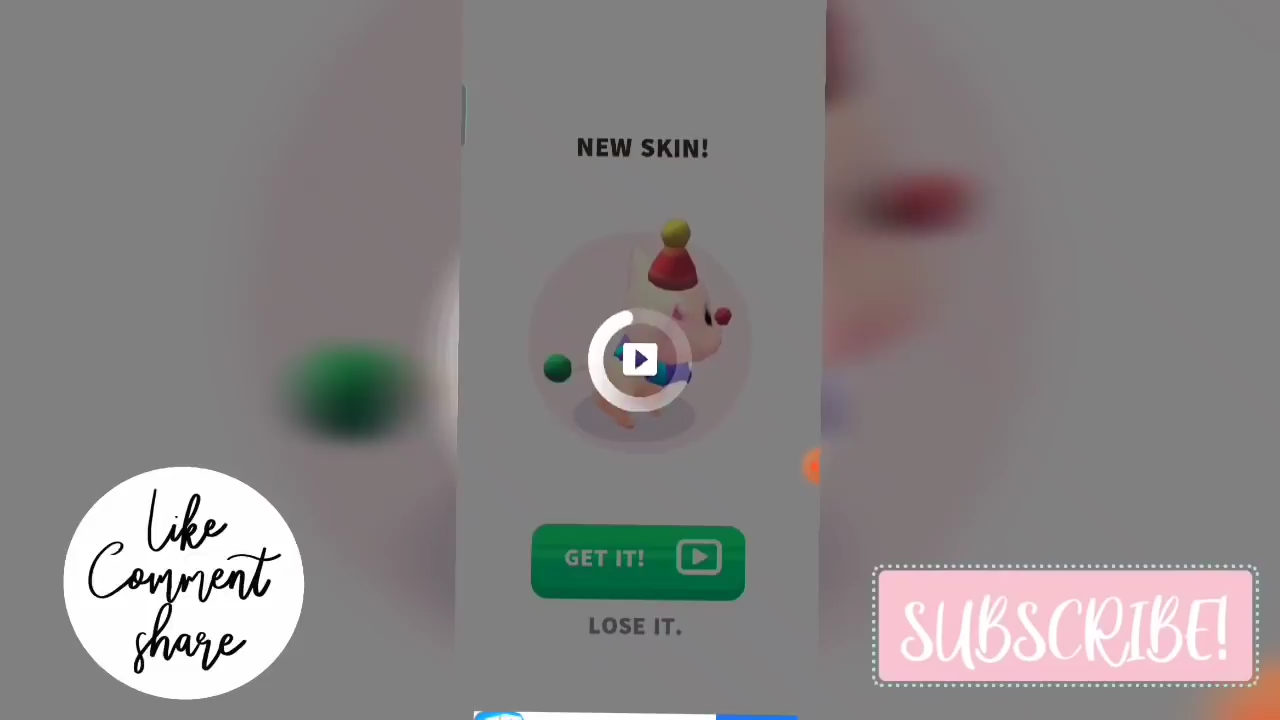 NEW SKIN!
GET IT!
LOSE IT.
like
Comment
share
SUBSCRIBE!